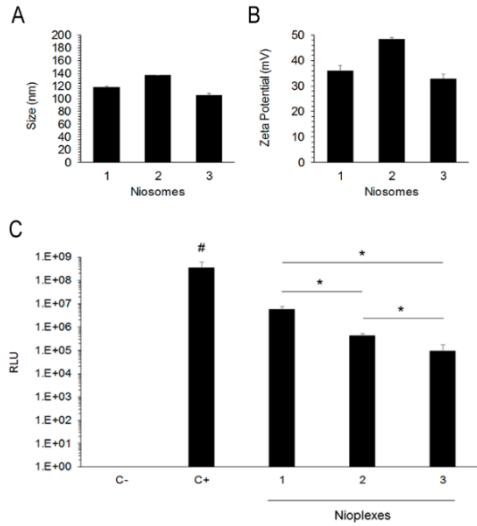 A
200
180
160
140
120
100
80
60
40
20
0
Size (nm)
1 2 3
Niosomes
B
50
40
30
20
10
0
Zeta Potential (mV)
1 2 3
Niosomes
C
1.E+09
1.E+08
1.E+07
1.E+06
1.E+05
1.E+04
1.E+03
1.E+02
1.E+01
1.E+00
RLU
#
*
*
*
C- C+ 1 2 3
Nioplexes